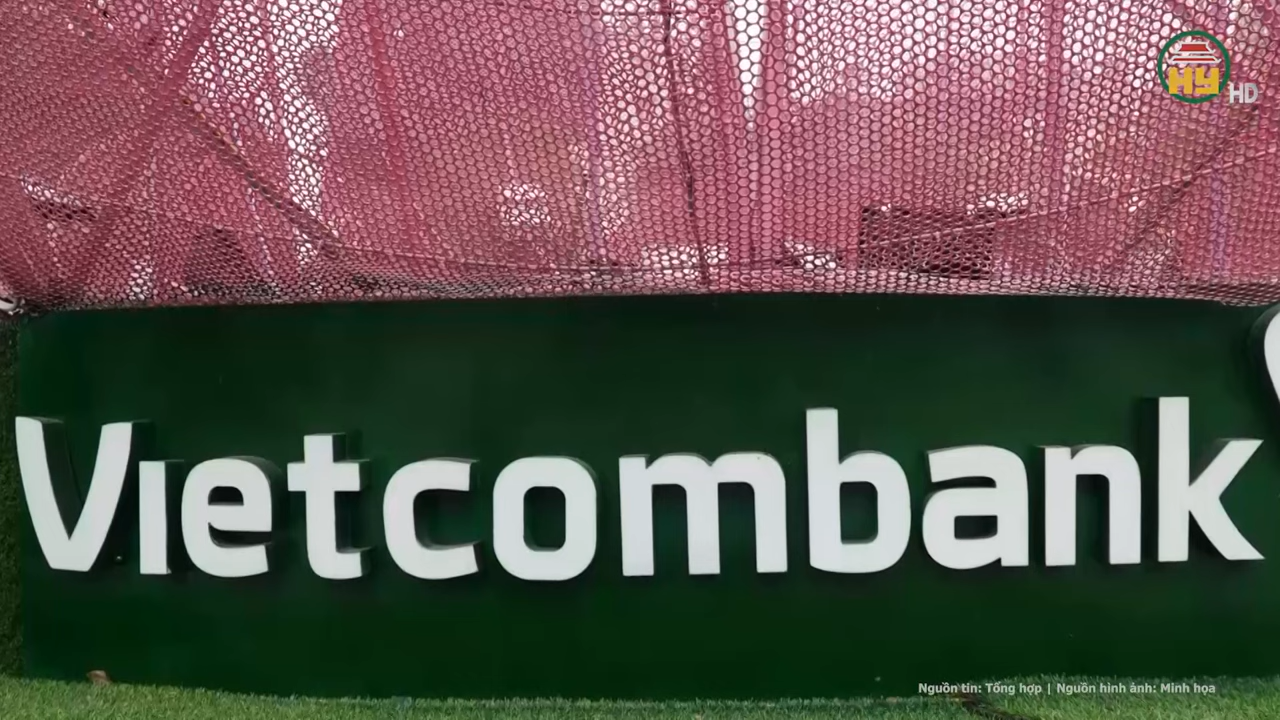 HY HD
Vietcombank
Nguồn tin: Tổng hợp | Nguồn hình ảnh: Minh họa